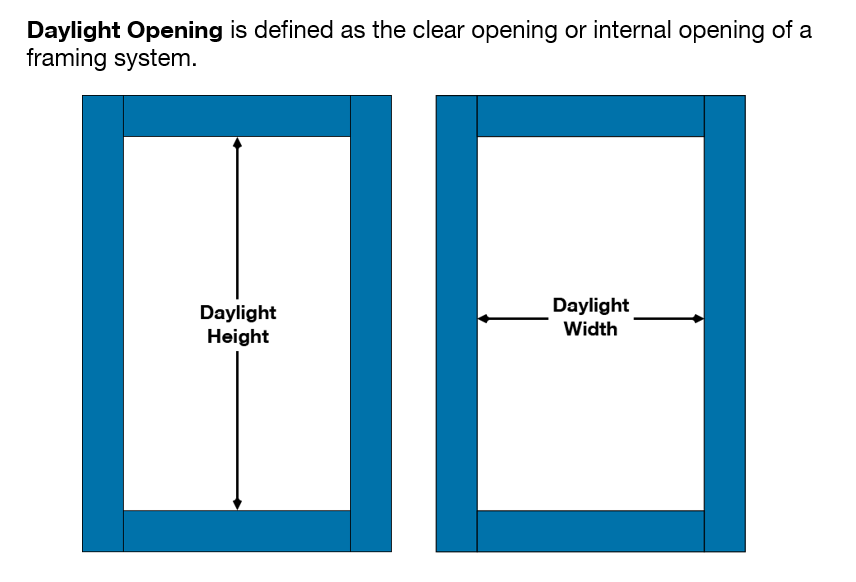 Daylight Opening is defined as the clear opening or internal opening of a
framing system.
Daylight
Height
Daylight
Width